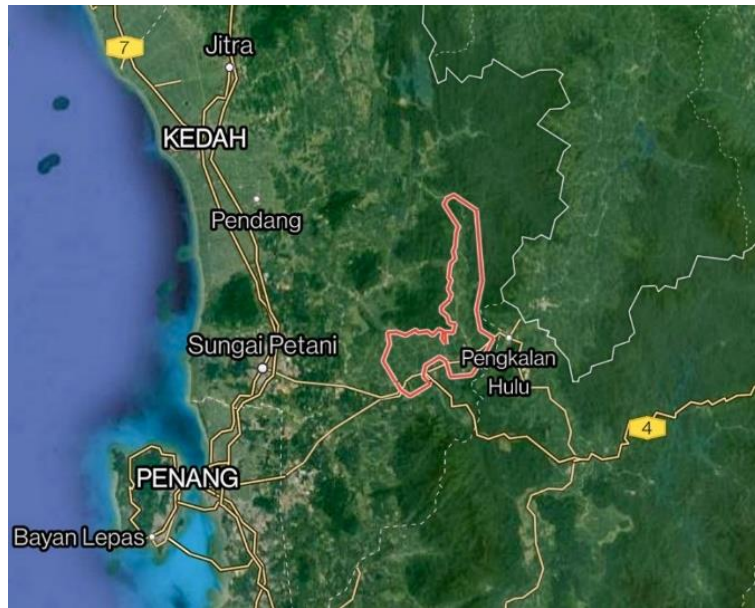 7
Jitra
KEDAH
Pendang
Sungai Petani
Pengkalan
Hulu
4
PENANG
Bayan Lepas